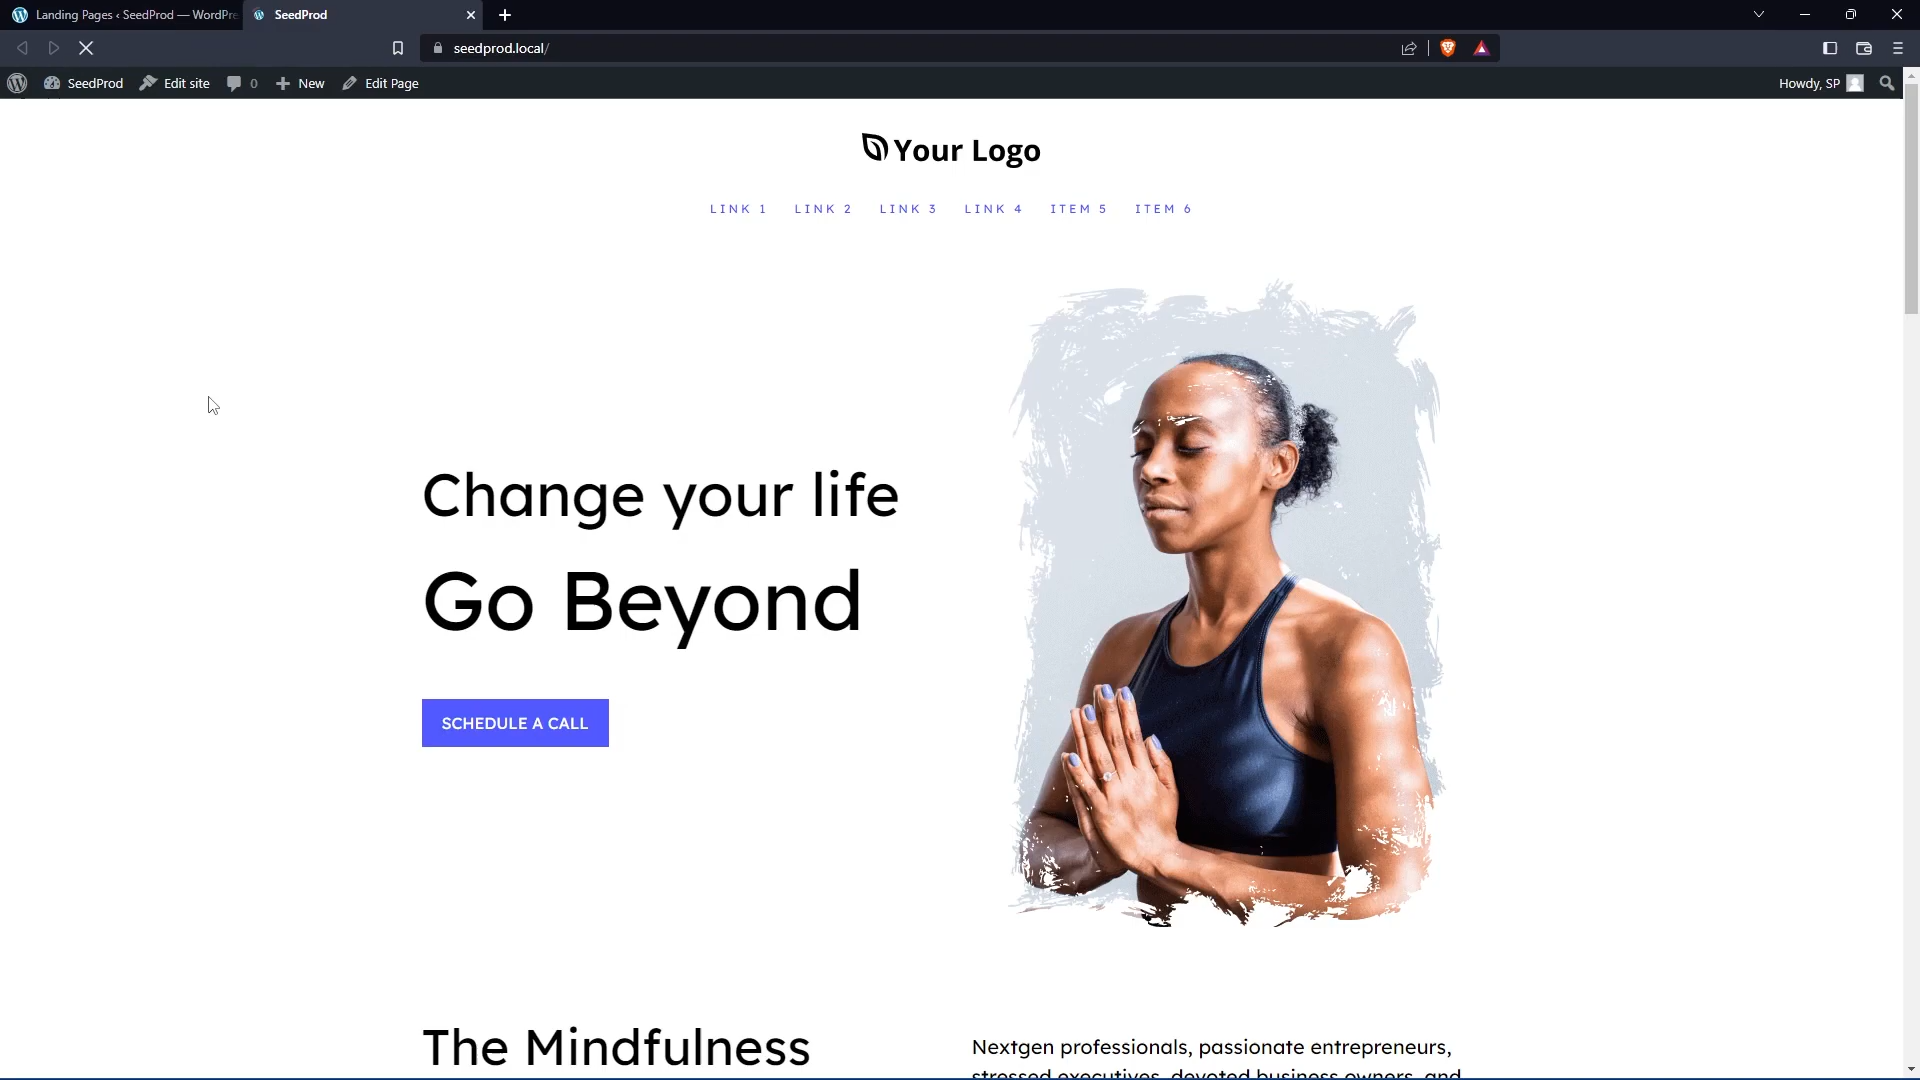 Landing Pages ‹ SeedProd — WordPre
SeedProd
seedprod.local/
SeedProd
Edit site
0
New
Edit Page
Howdy, SP
Your Logo
LINK 1
LINK 2
LINK 3
LINK 4
ITEM 5
ITEM 6
Change your life
Go Beyond
SCHEDULE A CALL
The Mindfulness
Nextgen professionals, passionate entrepreneurs,
stressed executives, devoted business owners, and